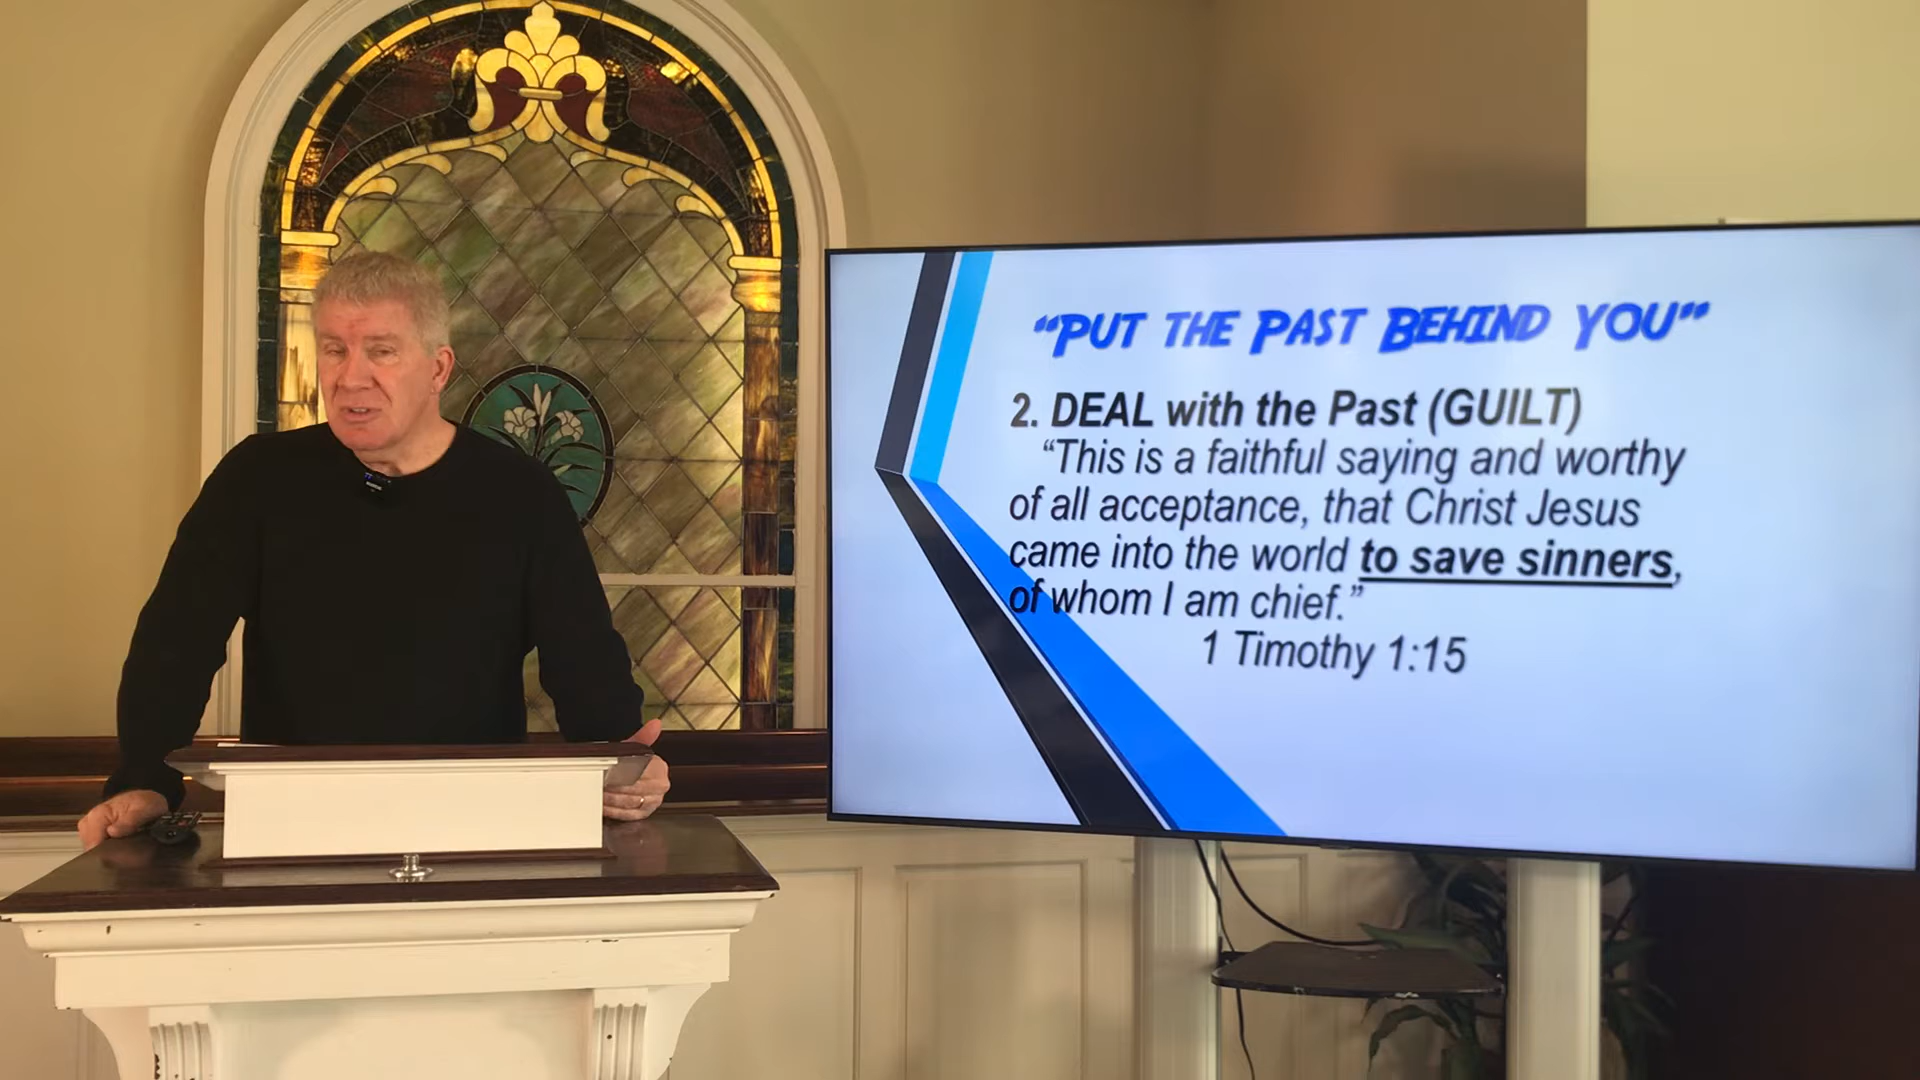 “Put the Past Behind You”
2. DEAL with the Past (GUILT)
“This is a faithful saying and worthy
of all acceptance, that Christ Jesus
came into the world to save sinners,
of whom I am chief.”
1 Timothy 1:15